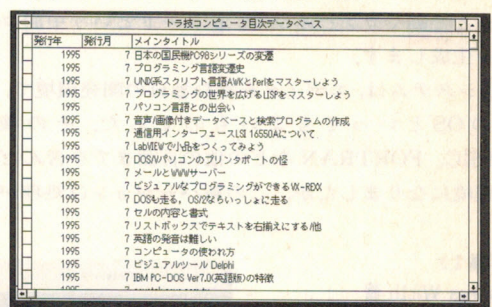 トラ技コンピュータ目次データベース
発行年 発行月 メインタイトル
1995 7 日本の国民機PC98シリーズの変遷
1995 7 プログラミング言語変遷史
1995 7 UNIX系スクリプト言語AWKとPerlをマスターしよう
1995 7 プログラミングの世界を広げるLISPをマスターしよう
1995 7 パソコン言語との出会い
1995 7 音声/画像付きデータベースと検索プログラムの作成
1995 7 通信用インターフェースLSI 16550Aについて
1995 7 LabVIEWで小品をつくってみよう
1995 7 DOS/Vパソコンのプリンタポートの怪
1995 7 メールとWWWサーバー
1995 7 ビジュアルなプログラミングができるVX-REXX
1995 7 DOSも走る，OS/2ならいっしょに走る
1995 7 セルの内容と書式
1995 7 リストボックスでテキストを右揃えにする/他
1995 7 英語の発音は難しい
1995 7 コンピュータの使われ方
1995 7 ビジュアルツール Delphi
1995 7 IBM PC-DOS Ver7.0(英語版)の特徴